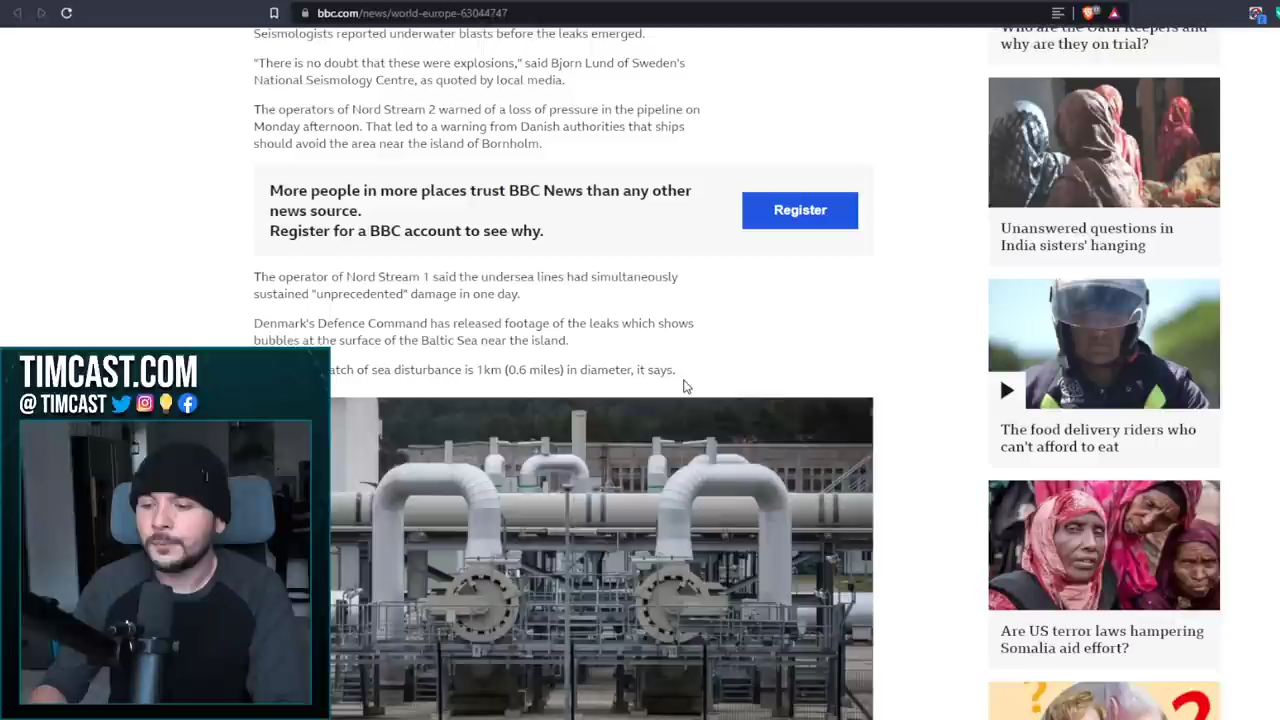 bbc.com/news/world-europe-63044747
Seismologists reported underwater blasts before the leaks emerged.
"There is no doubt that these were explosions," said Bjorn Lund of Sweden's
National Seismology Centre, as quoted by local media.
The operators of Nord Stream 2 warned of a loss of pressure in the pipeline on
Monday afternoon. That led to a warning from Danish authorities that ships
should avoid the area near the island of Bornholm.
More people in more places trust BBC News than any other
news source.
Register for a BBC account to see why.
Register
The operator of Nord Stream 1 said the undersea lines had simultaneously
sustained "unprecedented" damage in one day.
Denmark's Defence Command has released footage of the leaks which shows
bubbles at the surface of the Baltic Sea near the island.
of sea disturbance is 1km (0.6 miles) in diameter, it says.
TIMCAST.COM
@ TIMCAST
Who are the Oath Keepers and
why are they on trial?
Unanswered questions in
India sisters' hanging
The food delivery riders who
can't afford to eat
Are US terror laws hampering
Somalia aid effort?
? ?